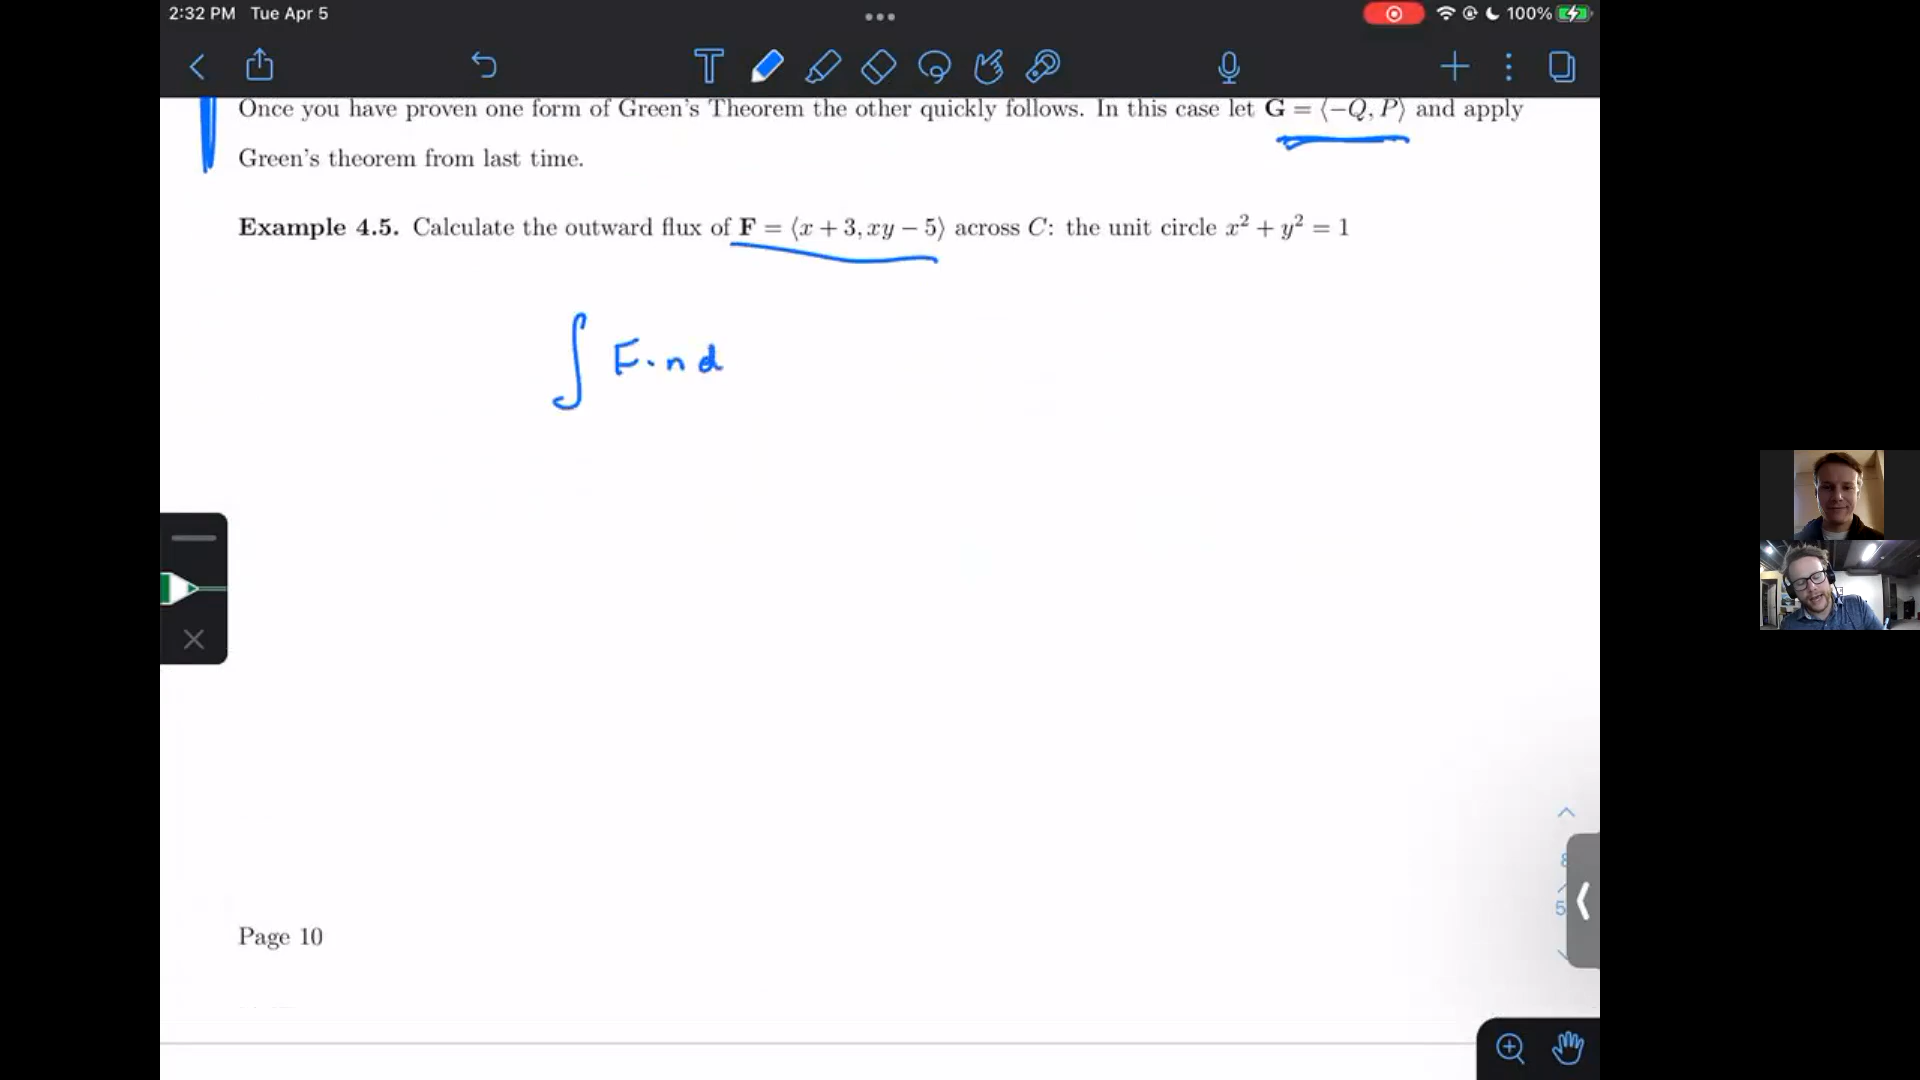 2:32 PM Tue Apr 5
100%
Once you have proven one form of Green's Theorem the other quickly follows. In this case let G = ⟨−Q, P⟩ and apply
Green's theorem from last time.
Example 4.5. Calculate the outward flux of F = ⟨x + 3, xy − 5⟩ across C: the unit circle x² + y² = 1
∫ F · n d
5
Page 10